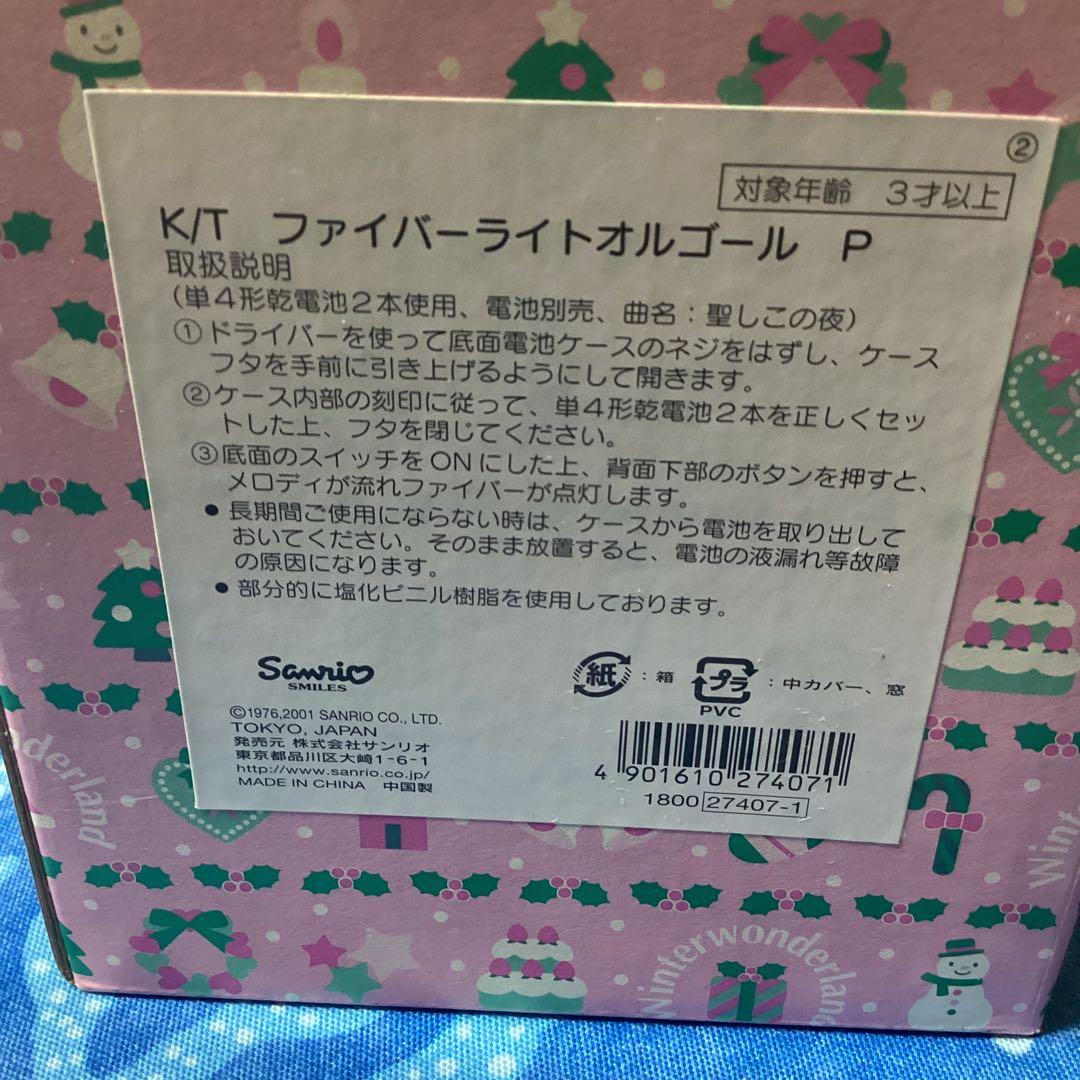 ②
対象年齢 3才以上
K/T ファイバーライトオルゴール P
取扱説明
(単4形乾電池2本使用、電池別売、曲名:聖しこの夜)
①ドライバーを使って底面電池ケースのネジをはずし、ケース
フタを手前に引き上げるようにして開きます。
②ケース内部の刻印に従って、単4形乾電池2本を正しくセッ
トした上、フタを閉じてください。
③底面のスイッチをONにした上、背面下部のボタンを押すと、
メロディが流れファイバーが点灯します。
● 長期間ご使用にならない時は、ケースから電池を取り出して
おいてください。そのまま放置すると、電池の液漏れ等故障
の原因になります。
● 部分的に塩化ビニル樹脂を使用しております。
Sanrio
SMILES
紙 : 箱
プラ : 中カバー、窓
PVC
©1976,2001 SANRIO CO., LTD.
TOKYO, JAPAN
発売元 株式会社サンリオ
東京都品川区大崎1-6-1
http://www.sanrio.co.jp/
MADE IN CHINA 中国製
4 901610 274071
1800 27407-1
derland
Wint
Winterwonderland